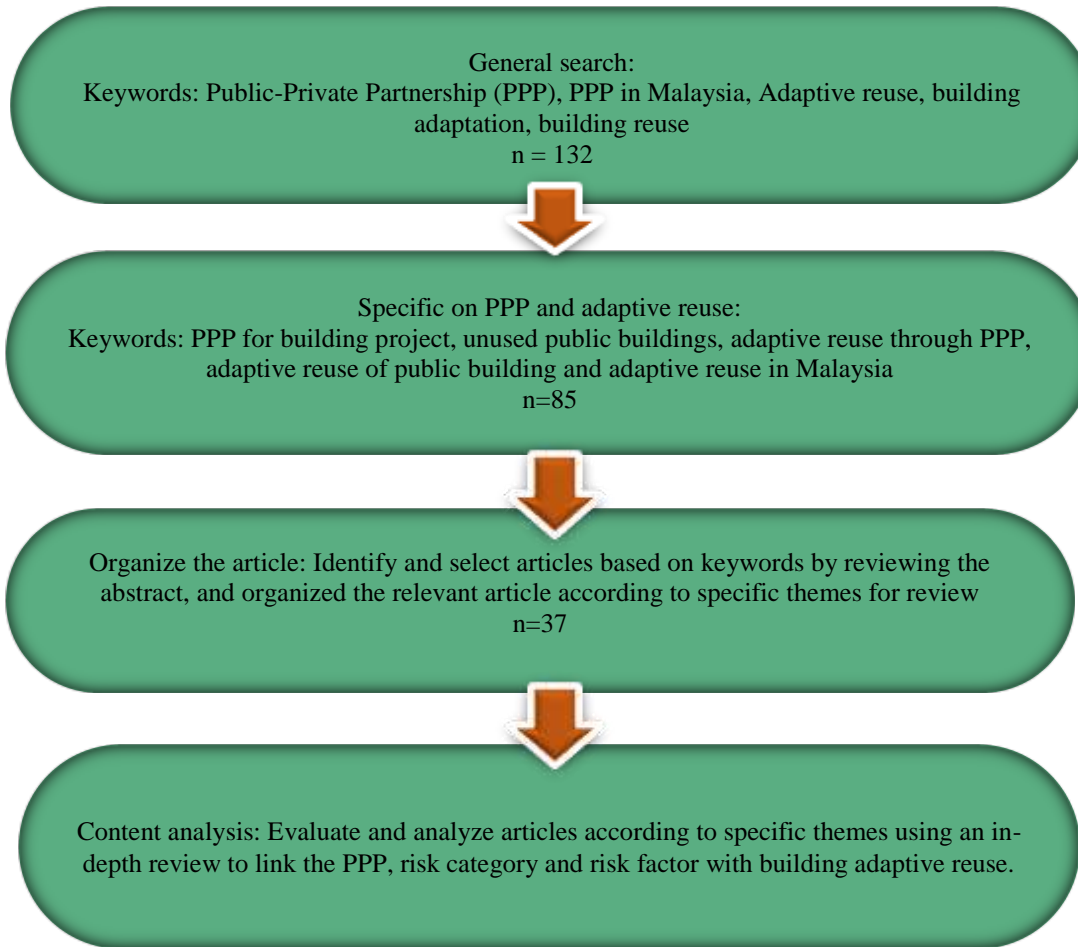 General search:
Keywords: Public-Private Partnership (PPP), PPP in Malaysia, Adaptive reuse, building
adaptation, building reuse
n = 132
Specific on PPP and adaptive reuse:
Keywords: PPP for building project, unused public buildings, adaptive reuse through PPP,
adaptive reuse of public building and adaptive reuse in Malaysia
n=85
Organize the article: Identify and select articles based on keywords by reviewing the
abstract, and organized the relevant article according to specific themes for review
n=37
Content analysis: Evaluate and analyze articles according to specific themes using an in-
depth review to link the PPP, risk category and risk factor with building adaptive reuse.